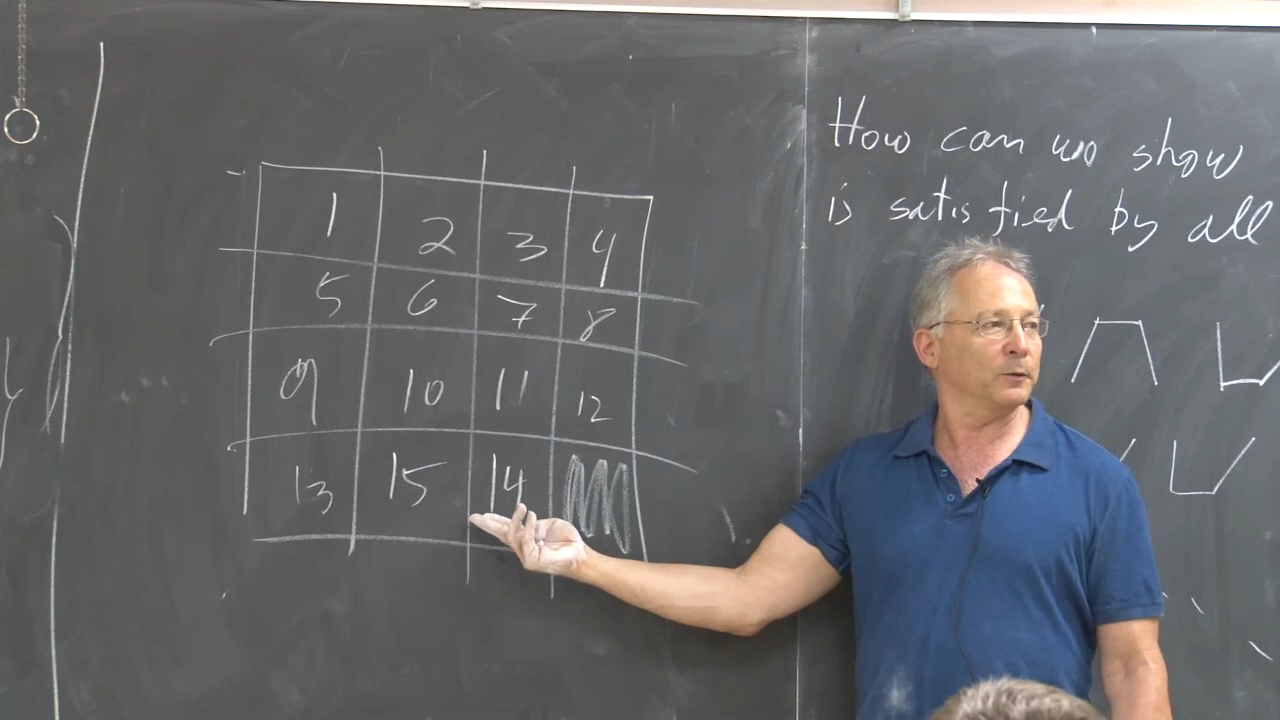 1 2 3 4
5 6 7 8
9 10 11 12
13 15 14
How can we show
is satisfied by all